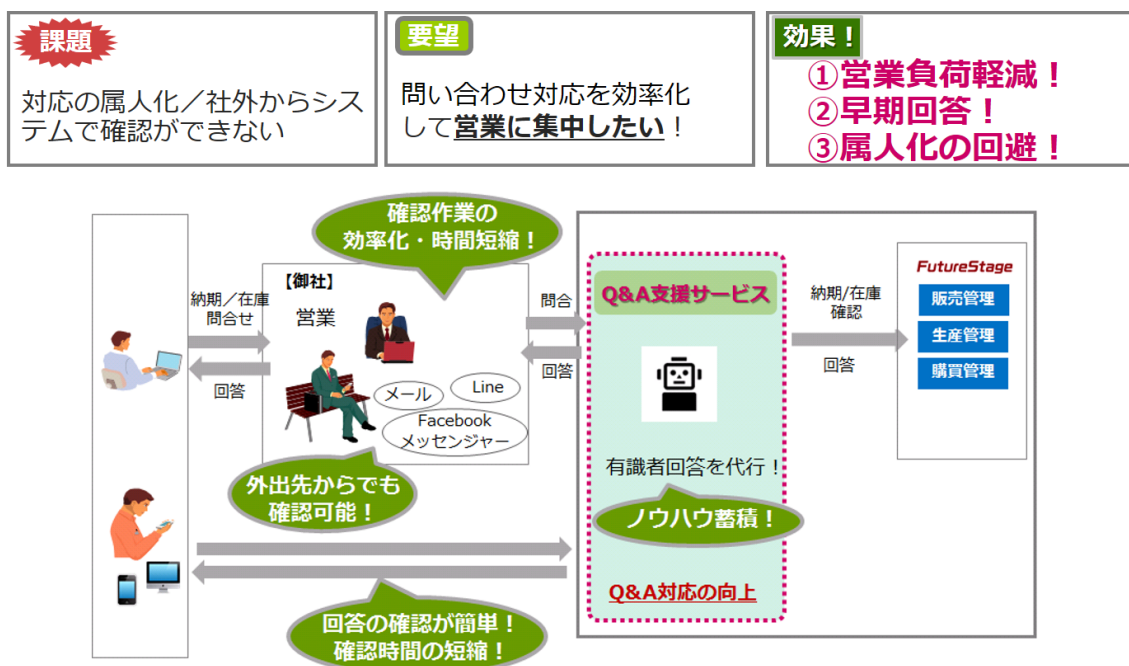 課題
対応の属人化／社外からシス
テムで確認ができない
要望
問い合わせ対応を効率化
して営業に集中したい！
効果！
①営業負荷軽減！
②早期回答！
③属人化の回避！
確認作業の
効率化・時間短縮！
【御社】
営業
納期／在庫
問合せ
回答
メール
Line
Facebook
メッセンジャー
外出先からでも
確認可能！
問合
回答
Q&A支援サービス
有識者回答を代行！
ノウハウ蓄積！
Q&A対応の向上
納期/在庫
確認
回答
FutureStage
販売管理
生産管理
購買管理
回答の確認が簡単！
確認時間の短縮！